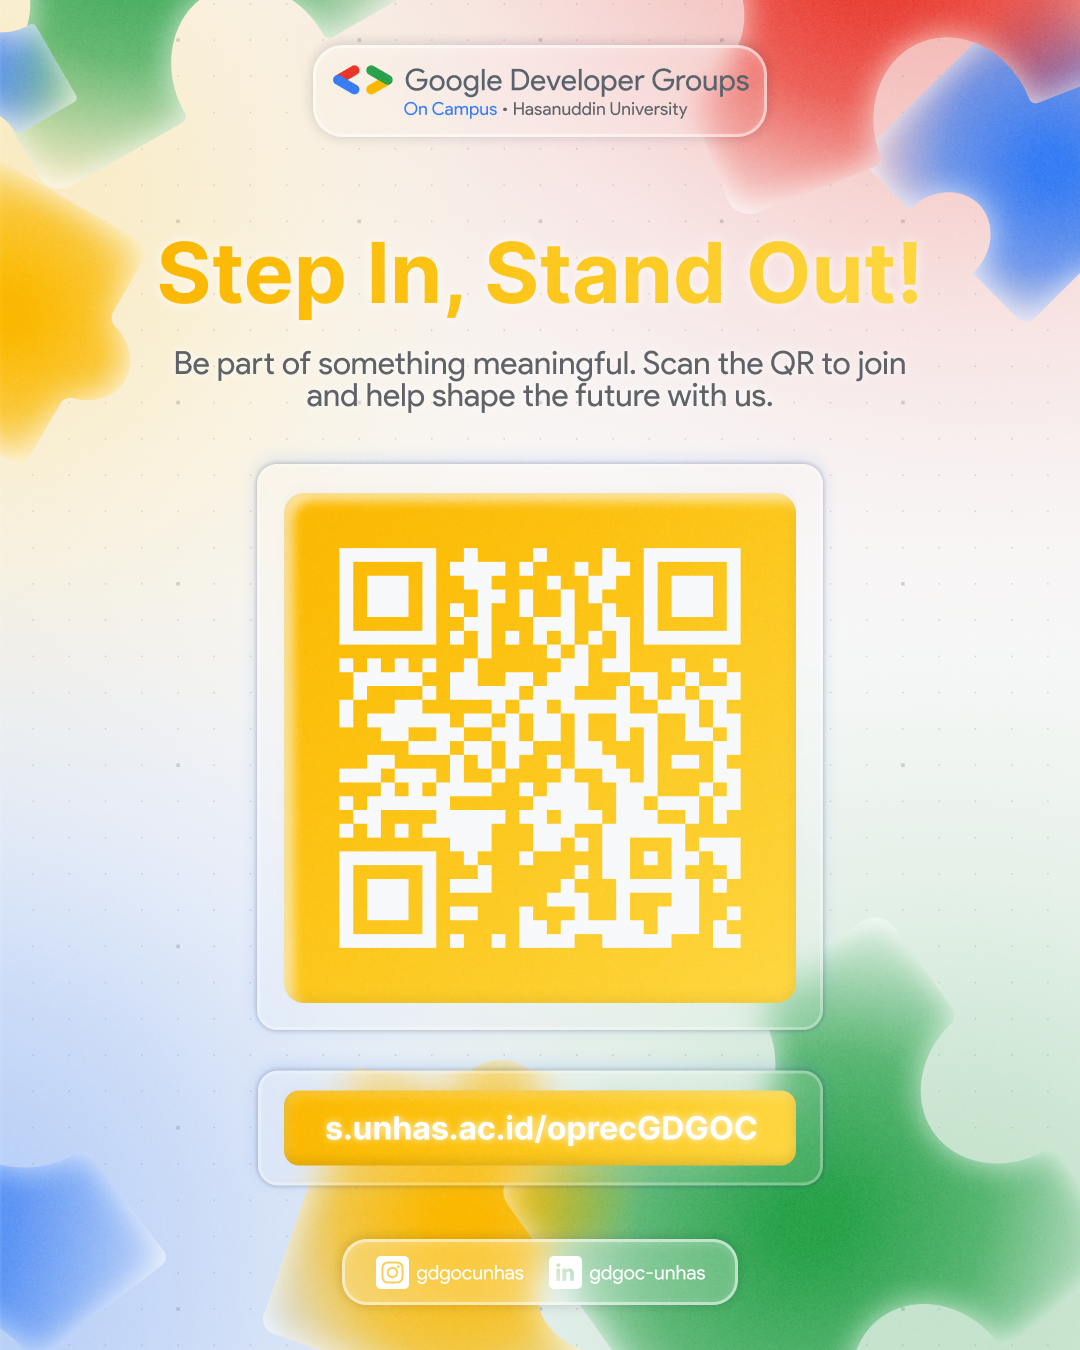 Google Developer Groups
On Campus • Hasanuddin University
Step In, Stand Out!
Be part of something meaningful. Scan the QR to join
and help shape the future with us.
s.unhas.ac.id/oprecGDGOC
gdgocunhas
in gdgoc-unhas